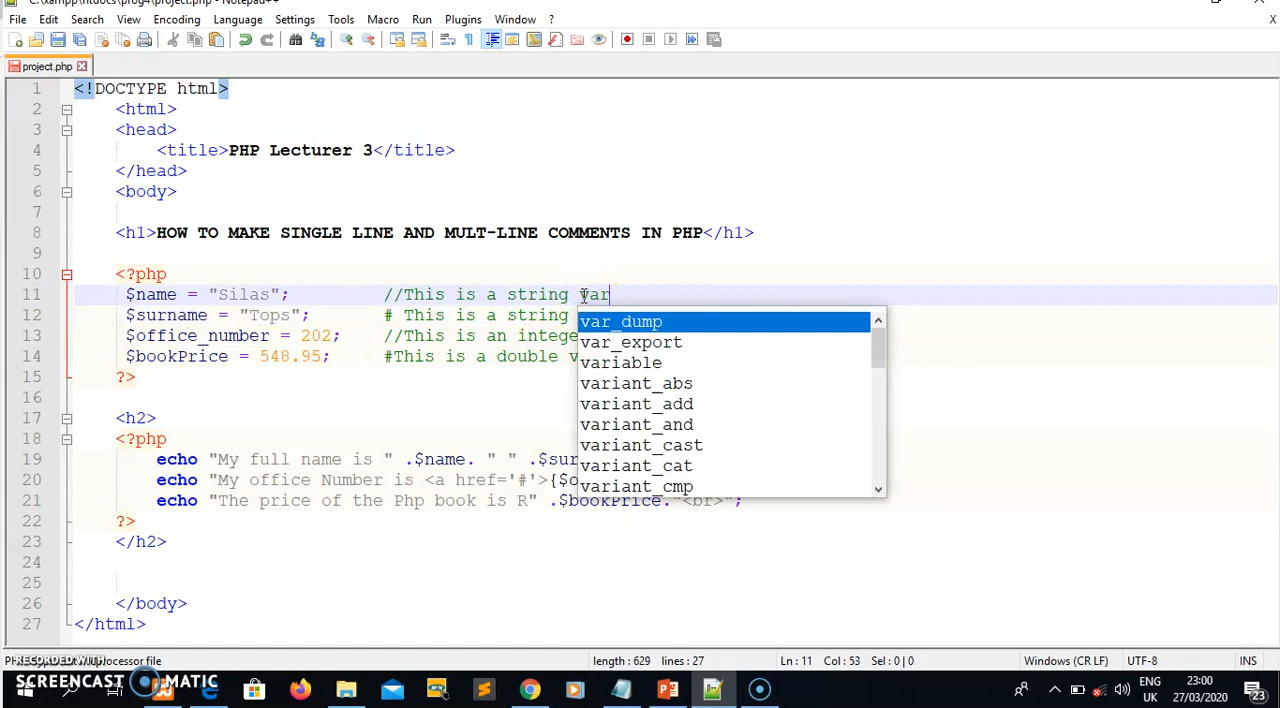 C:\xampp\htdocs\prog4\project.php - Notepad++
File Edit Search View Encoding Language Settings Tools Macro Run Plugins Window ?
X
project.php
1 <!DOCTYPE html>
2 <html>
3 <head>
4 <title>PHP Lecturer 3</title>
5 </head>
6 <body>
7
8 <h1>HOW TO MAKE SINGLE LINE AND MULT-LINE COMMENTS IN PHP</h1>
9
10 <?php
11 $name = "Silas"; //This is a string var
12 $surname = "Tops"; # This is a string
13 $office_number = 202; //This is an intege
14 $bookPrice = 548.95; #This is a double v
15 ?>
16
17 <h2>
18 <?php
19 echo "My full name is " .$name. " " .$sur
20 echo "My office Number is <a href='#'>{$o
21 echo "The price of the Php book is R" .$bookPrice."<br>";
22 ?>
23 </h2>
24
25
26 </body>
27 </html>
var_dump
var_export
variable
variant_abs
variant_add
variant_and
variant_cast
variant_cat
variant_cmp
length : 629 lines : 27 Ln : 11 Col : 53 Sel : 0 | 0 Windows (CR LF) UTF-8 INS
RECORDED WITH
SCREENCAST MATIC
ENG
UK
23:00
27/03/2020
23